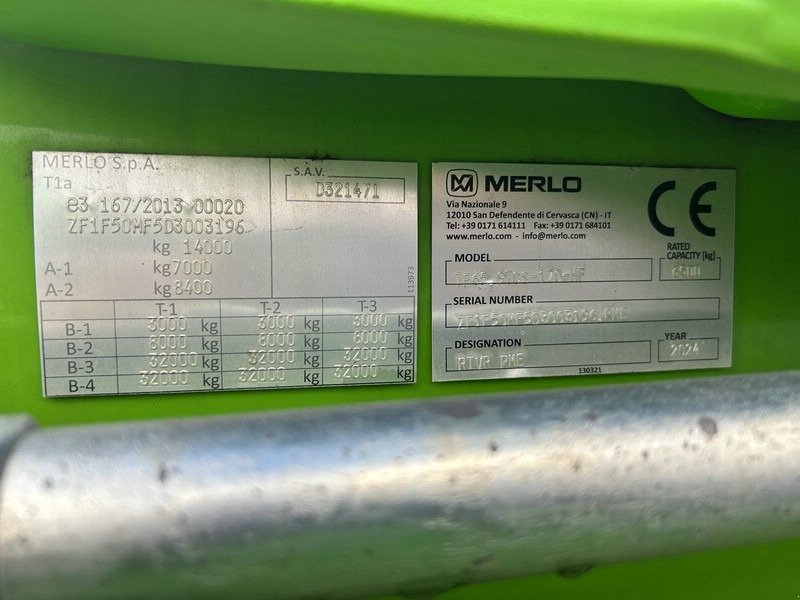 MERLO S.p.A.
T1a
e3 167/2013 00020
ZF1F50MF5D3003196
kg 14000
A-1 kg 7000
A-2 kg 8400
S.A.V.
D321471
T-1 T-2 T-3
B-1 3000 kg 3000 kg 3000 kg
B-2 8000 kg 8000 kg 8000 kg
B-3 32000 kg 32000 kg 32000 kg
B-4 32000 kg 32000 kg 32000 kg
113973
MERLO
Via Nazionale 9
12010 San Defendente di Cervasca (CN) - IT
Tel: +39 0171 614111 Fax: +39 0171 684101
www.merlo.com - info@merlo.com
CE
MODEL
RATED
CAPACITY [kg]
SERIAL NUMBER
ZF1F50MF5D3003196.PME
DESIGNATION
RTVR PME
YEAR
2024
130321